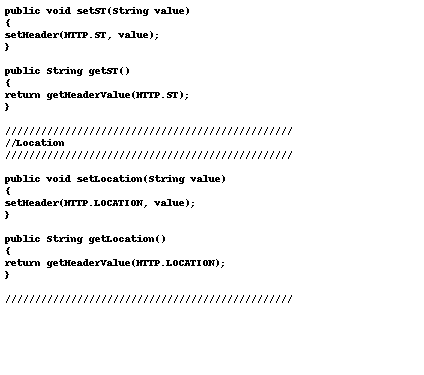 public void setST(String value)
{
setHeader(HTTP.ST, value);
}
public String getST()
{
return getHeaderValue(HTTP.ST);
}
////////////////////////////////////////////////
//Location
////////////////////////////////////////////////
public void setLocation(String value)
{
setHeader(HTTP.LOCATION, value);
}
public String getLocation()
{
return getHeaderValue(HTTP.LOCATION);
}
////////////////////////////////////////////////